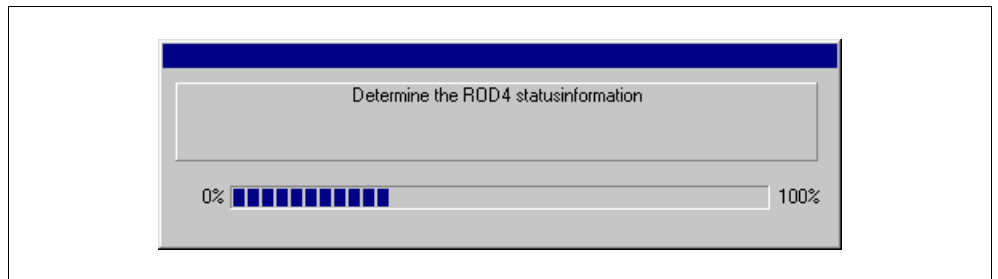 Determine the ROD4 statusinformation
0% 100%